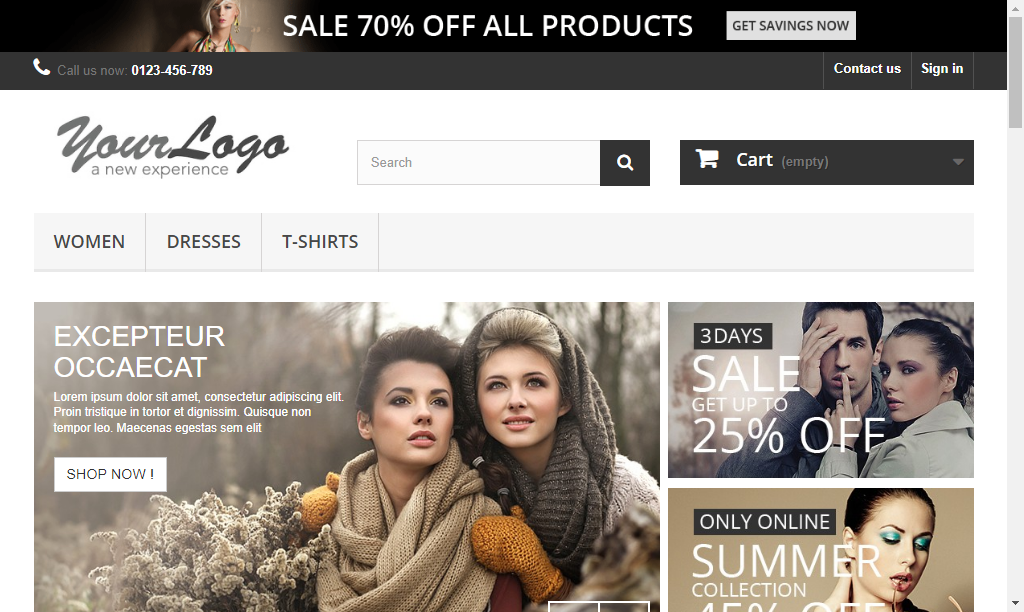 SALE 70% OFF ALL PRODUCTS
GET SAVINGS NOW
Call us now: 0123-456-789
Contact us
Sign in
YourLogo
a new experience
Search
Cart (empty)
WOMEN
DRESSES
T-SHIRTS
EXCEPTEUR
OCCAECAT
Lorem ipsum dolor sit amet, consectetur adipiscing elit.
Proin tristique in tortor et dignissim. Quisque non
tempor leo. Maecenas egestas sem elit
SHOP NOW !
3 DAYS
SALE
GET UP TO
25% OFF
ONLY ONLINE
SUMMER
COLLECTION
45% OFF